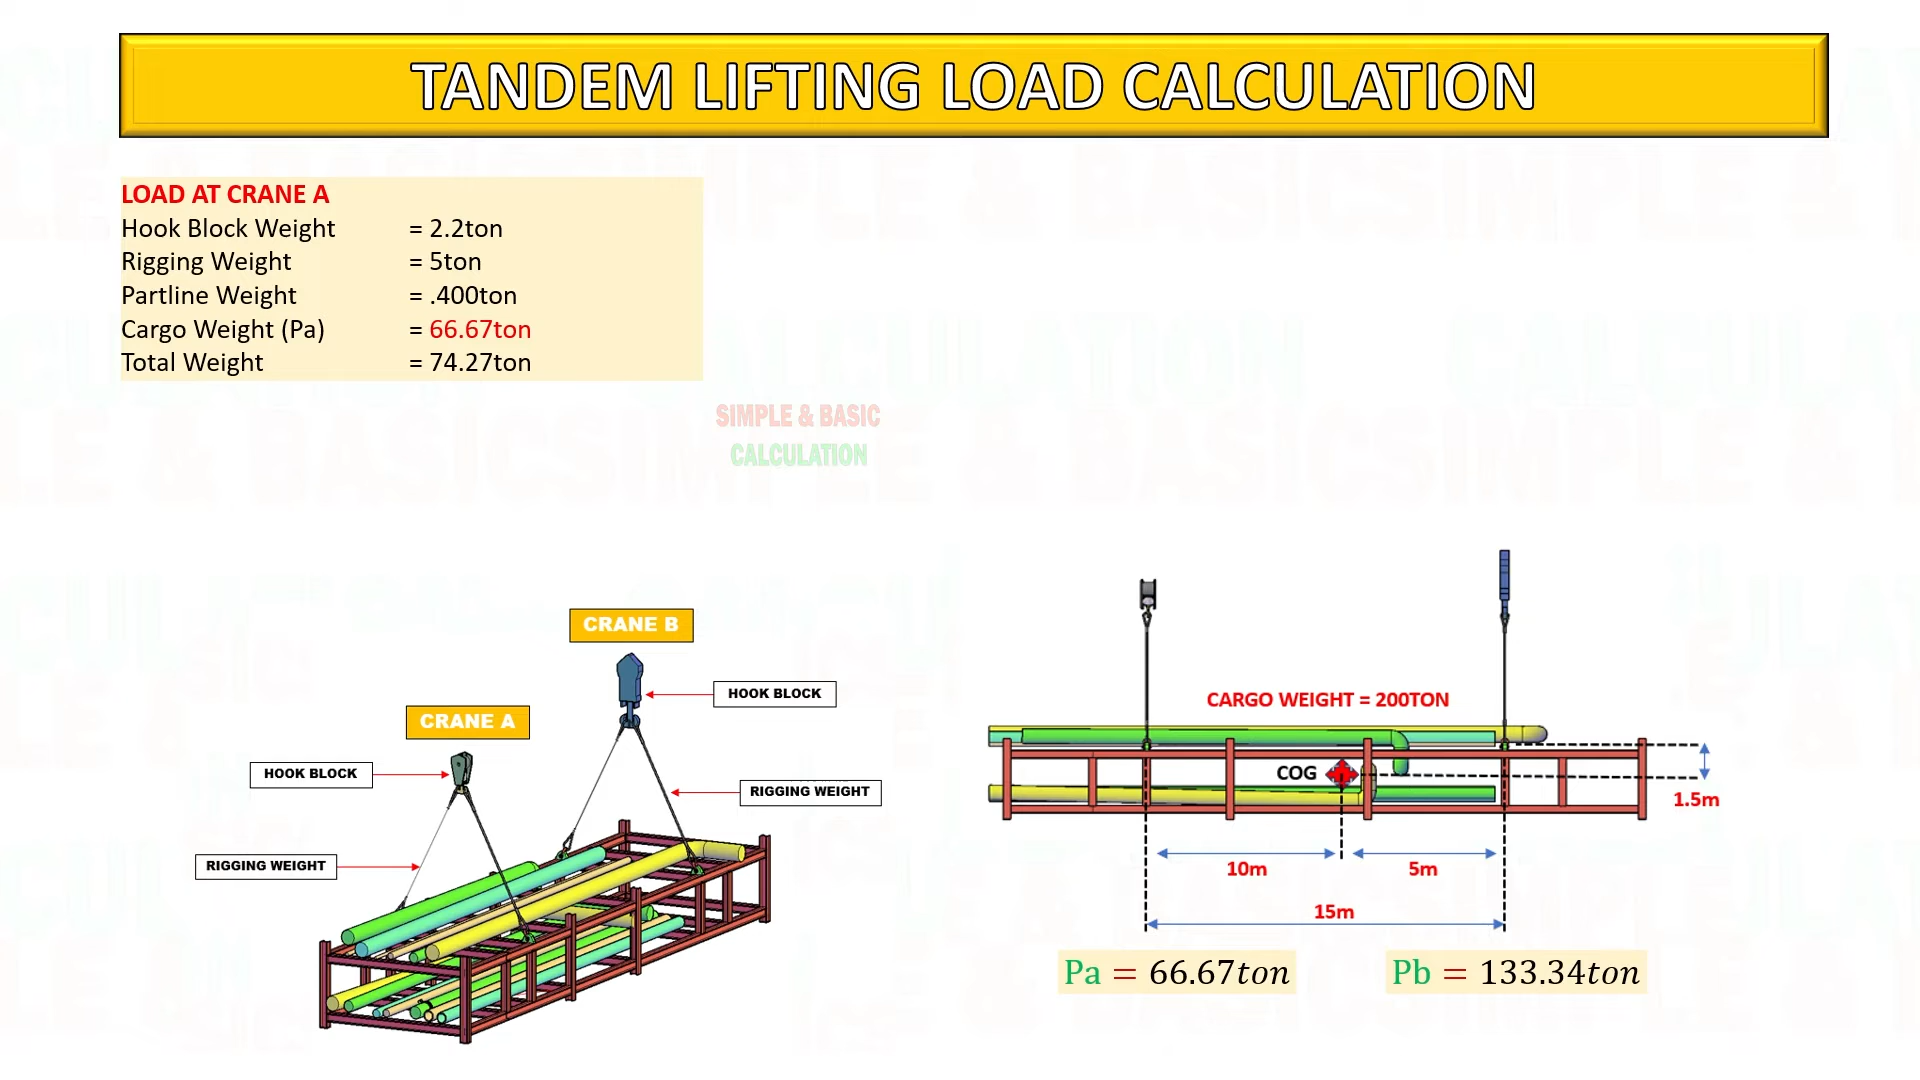 TANDEM LIFTING LOAD CALCULATION
LOAD AT CRANE A
Hook Block Weight = 2.2ton
Rigging Weight = 5ton
Partline Weight = .400ton
Cargo Weight (Pa) = 66.67ton
Total Weight = 74.27ton
SIMPLE & BASIC
CALCULATION
CRANE B
HOOK BLOCK
CRANE A
HOOK BLOCK
RIGGING WEIGHT
RIGGING WEIGHT
CARGO WEIGHT = 200TON
COG
1.5m
10m
5m
15m
Pa = 66.67ton
Pb = 133.34ton